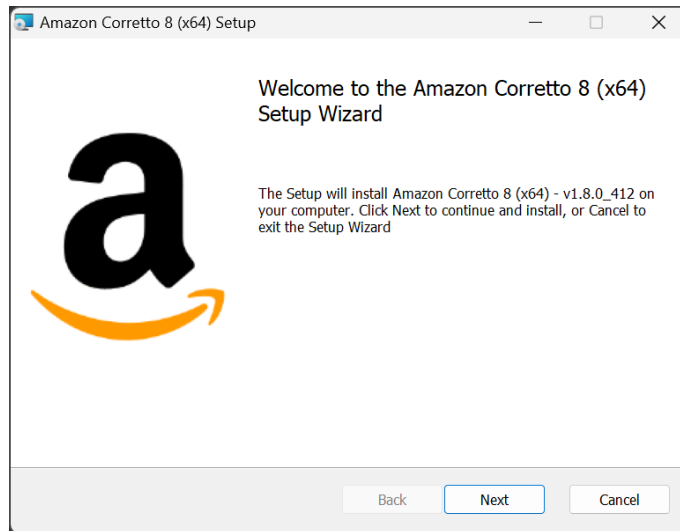 Amazon Corretto 8 (x64) Setup
Welcome to the Amazon Corretto 8 (x64)
Setup Wizard
The Setup will install Amazon Corretto 8 (x64) - v1.8.0_412 on
your computer. Click Next to continue and install, or Cancel to
exit the Setup Wizard
a
Back
Next
Cancel